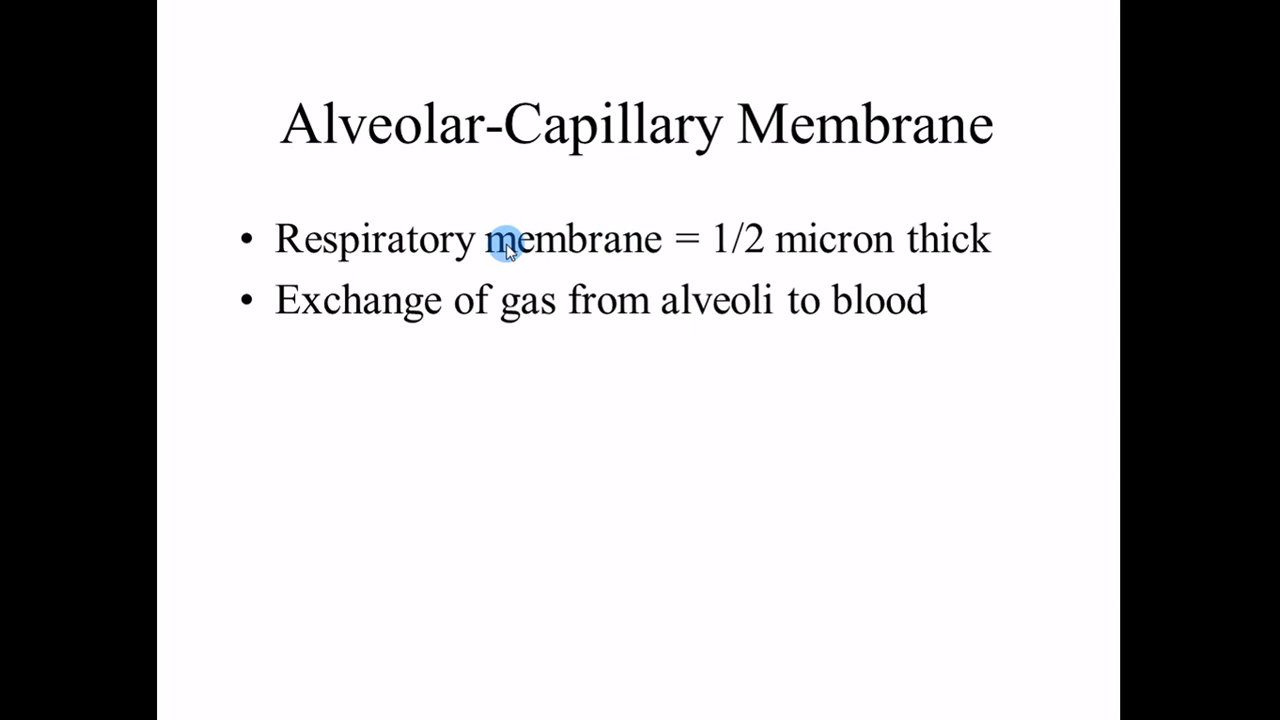 Alveolar-Capillary Membrane
• Respiratory membrane = 1/2 micron thick
• Exchange of gas from alveoli to blood